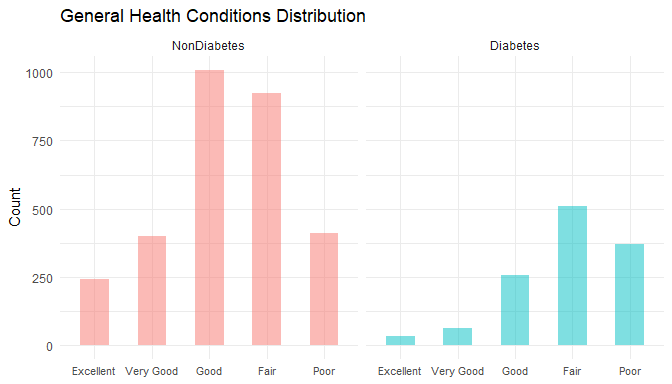 General Health Conditions Distribution
NonDiabetes
Diabetes
Count
1000
750
500
250
0
Excellent Very Good Good Fair Poor
Excellent Very Good Good Fair Poor